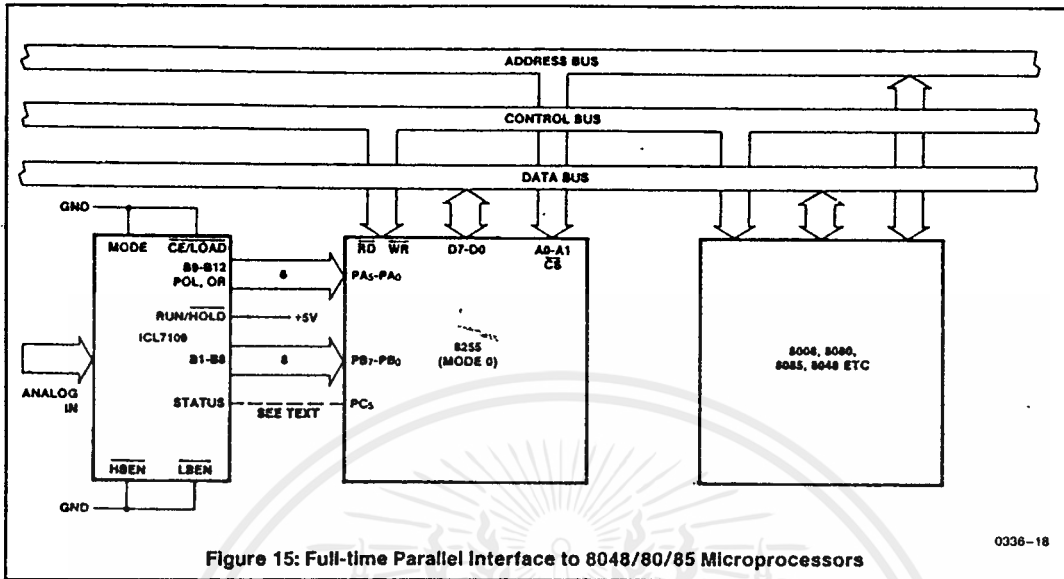 ADDRESS BUS
CONTROL BUS
DATA BUS
GND
MODE
CE/LOAD
B9-B12
POL, OR
6
RUN/HOLD
+5V
ICL7109
B1-B8
8
ANALOG
IN
STATUS
SEE TEXT
HBEN
LBEN
GND
RD
WR
D7-D0
A0-A1
CS
PA5-PA0
8255
(MODE 0)
PB7-PB0
PC5
8008, 8080,
8085, 8048 ETC
0336-18
Figure 15: Full-time Parallel Interface to 8048/80/85 Microprocessors